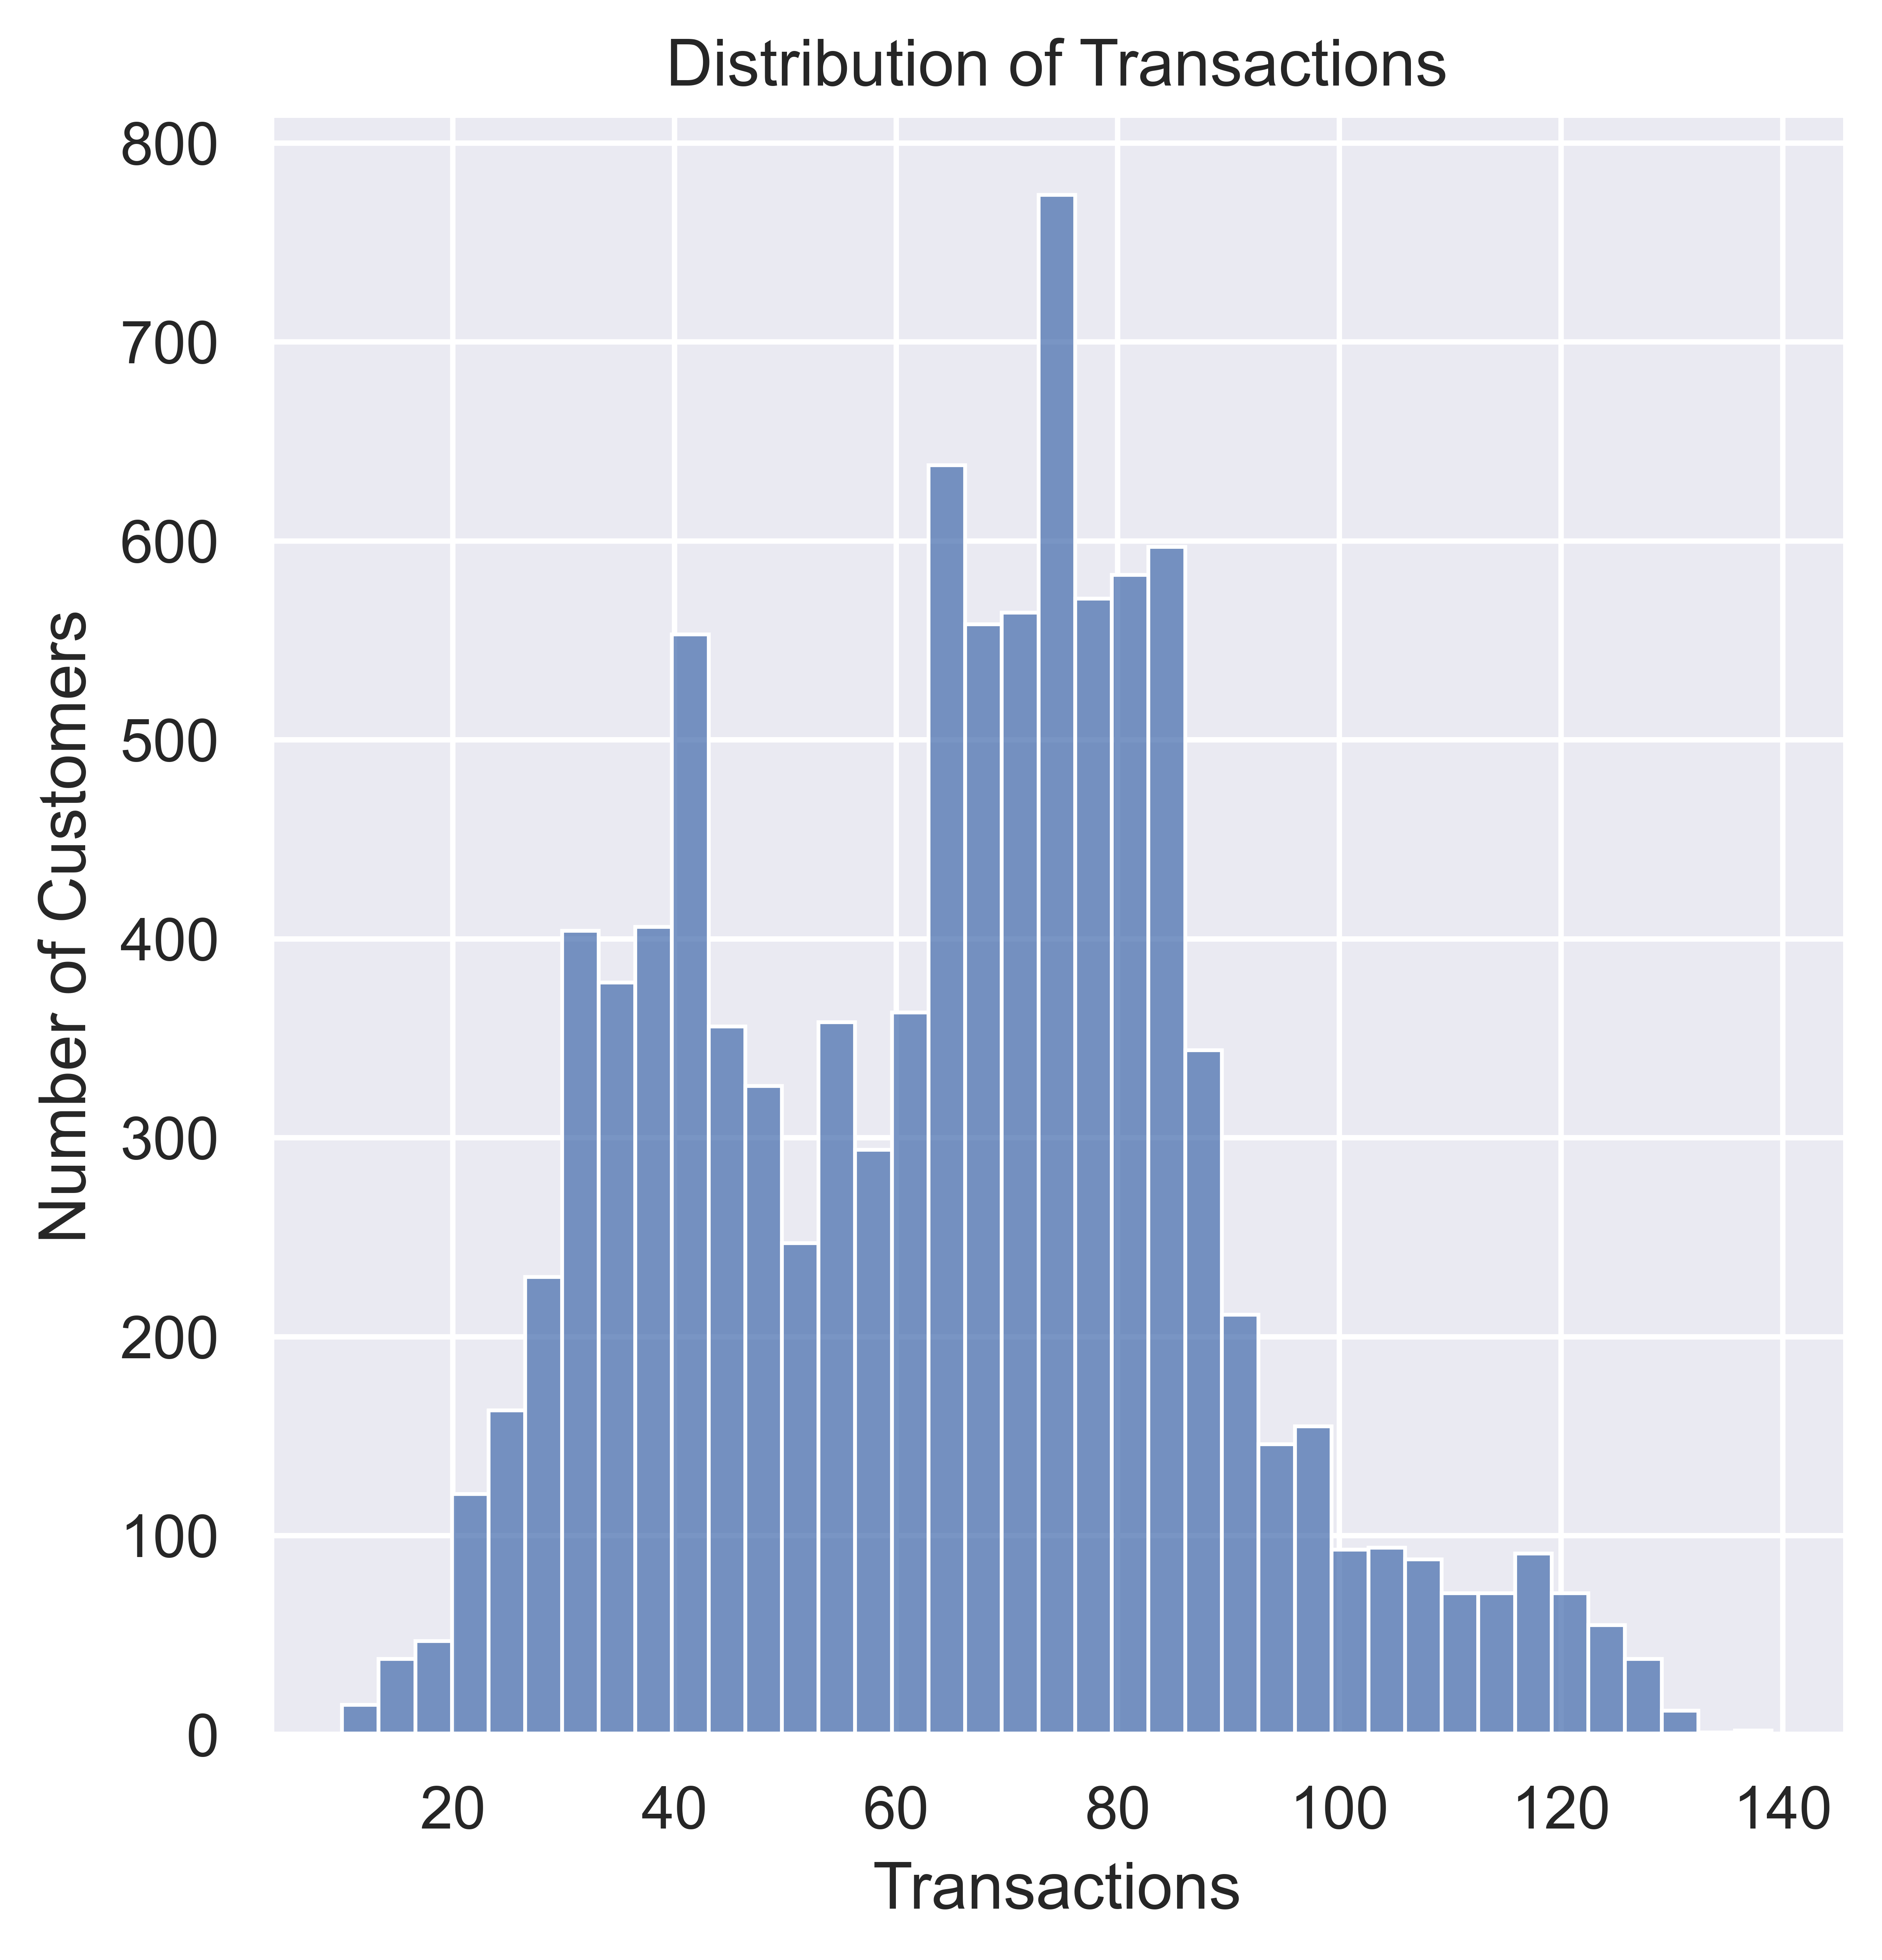 Distribution of Transactions
800
700
600
500
400
300
200
100
0
Number of Customers
20 40 60 80 100 120 140
Transactions